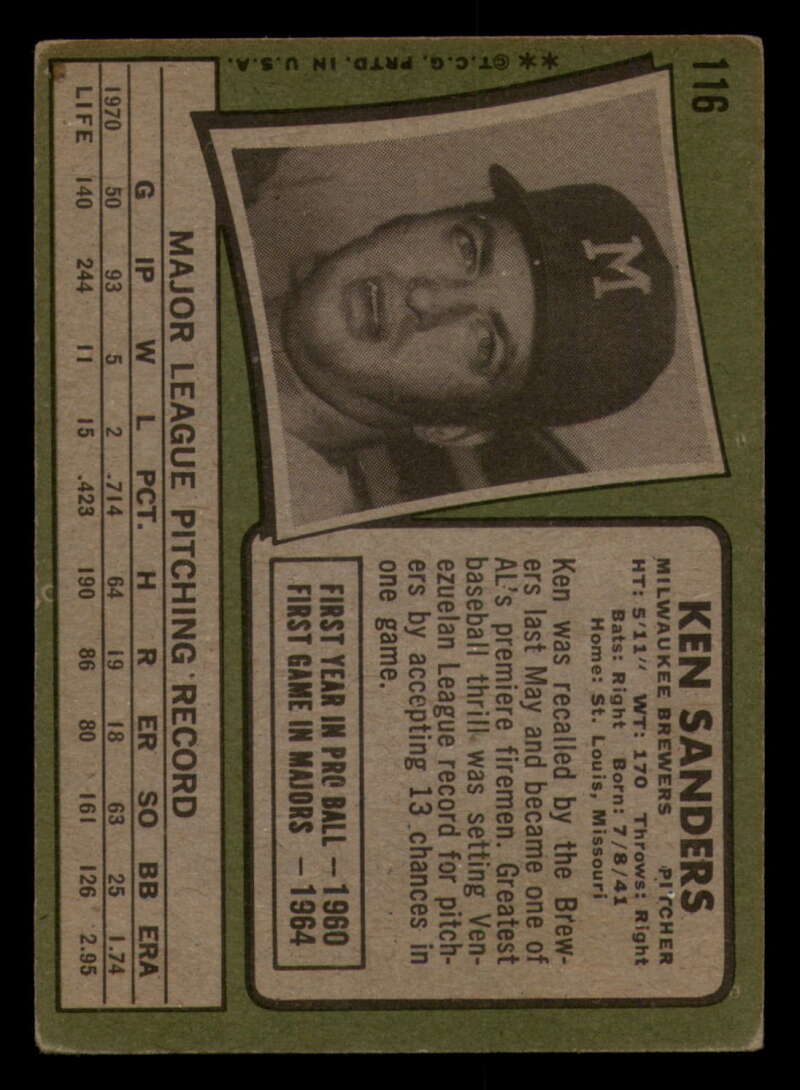 116
**©T.C.G. PRTD. IN U.S.A.
M
KEN SANDERS
MILWAUKEE BREWERS PITCHER
HT: 5'11" WT: 170 Throws: Right
Bats: Right Born: 7/8/41
Home: St. Louis, Missouri
Ken was recalled by the Brew-
ers last May and became one of
AL's premiere firemen. Greatest
baseball thrill was setting Ven-
ezuelan League record for pitch-
ers by accepting 13 chances in
one game.
FIRST YEAR IN PRO BALL — 1960
FIRST GAME IN MAJORS — 1964
MAJOR LEAGUE PITCHING RECORD
G IP W L PCT. H R ER SO BB ERA
1970 50 93 5 2 .714 64 19 18 63 25 1.74
LIFE 140 244 11 15 .423 190 86 80 161 126 2.95